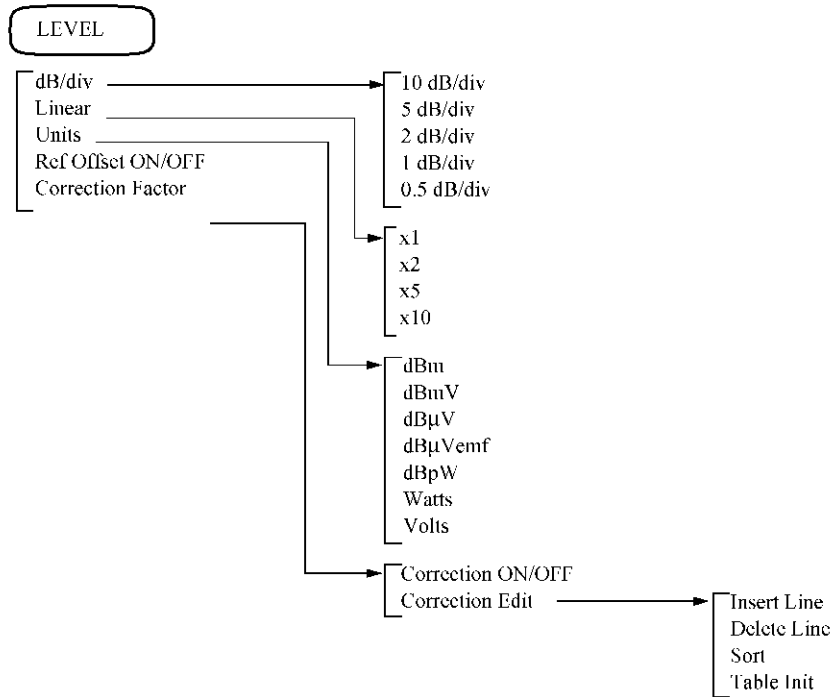 LEVEL
dB/div
Linear
Units
Ref Offset ON/OFF
Correction Factor
10 dB/div
5 dB/div
2 dB/div
1 dB/div
0.5 dB/div
x1
x2
x5
x10
dBm
dBmV
dBµV
dBµVemf
dBpW
Watts
Volts
Correction ON/OFF
Correction Edit
Insert Line
Delete Line
Sort
Table Init